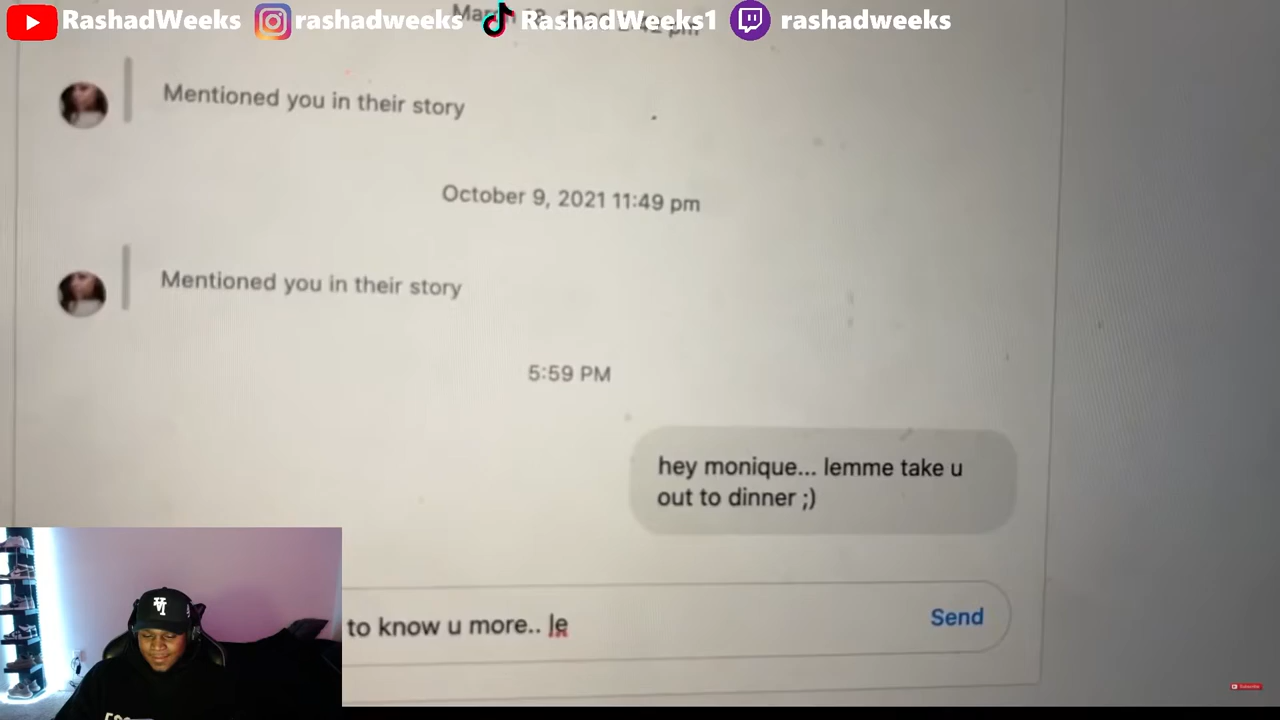 RashadWeeks rashadweeks RashadWeeks1 rashadweeks
Mentioned you in their story
October 9, 2021 11:49 pm
Mentioned you in their story
5:59 PM
hey monique... lemme take u
out to dinner ;)
to know u more.. le
Send
Subscribe